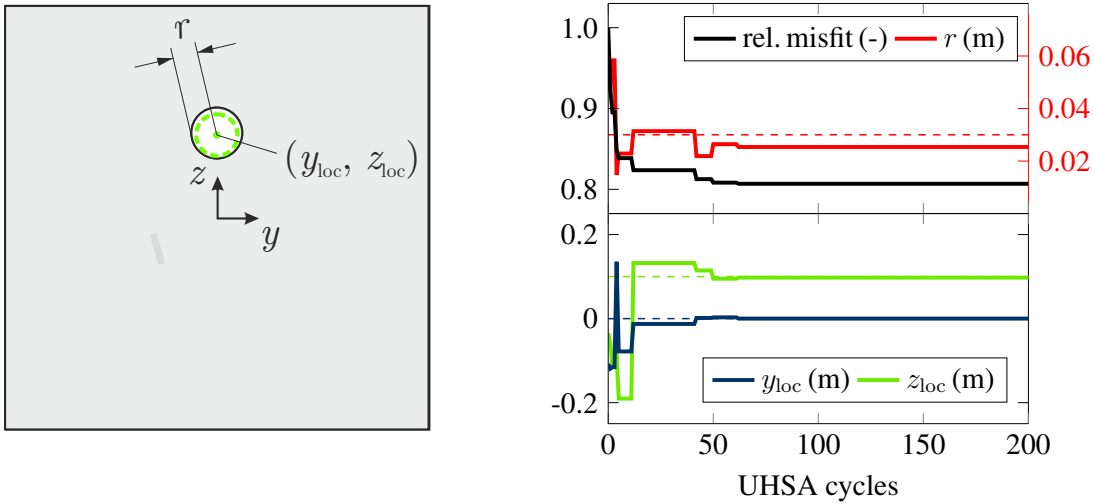 r
(y_loc, z_loc)
z
y
1.0
0.9
0.8
rel. misfit (-) r (m)
0.06
0.04
0.02
0.2
0
-0.2
y_loc (m) z_loc (m)
0 50 100 150 200
UHSA cycles